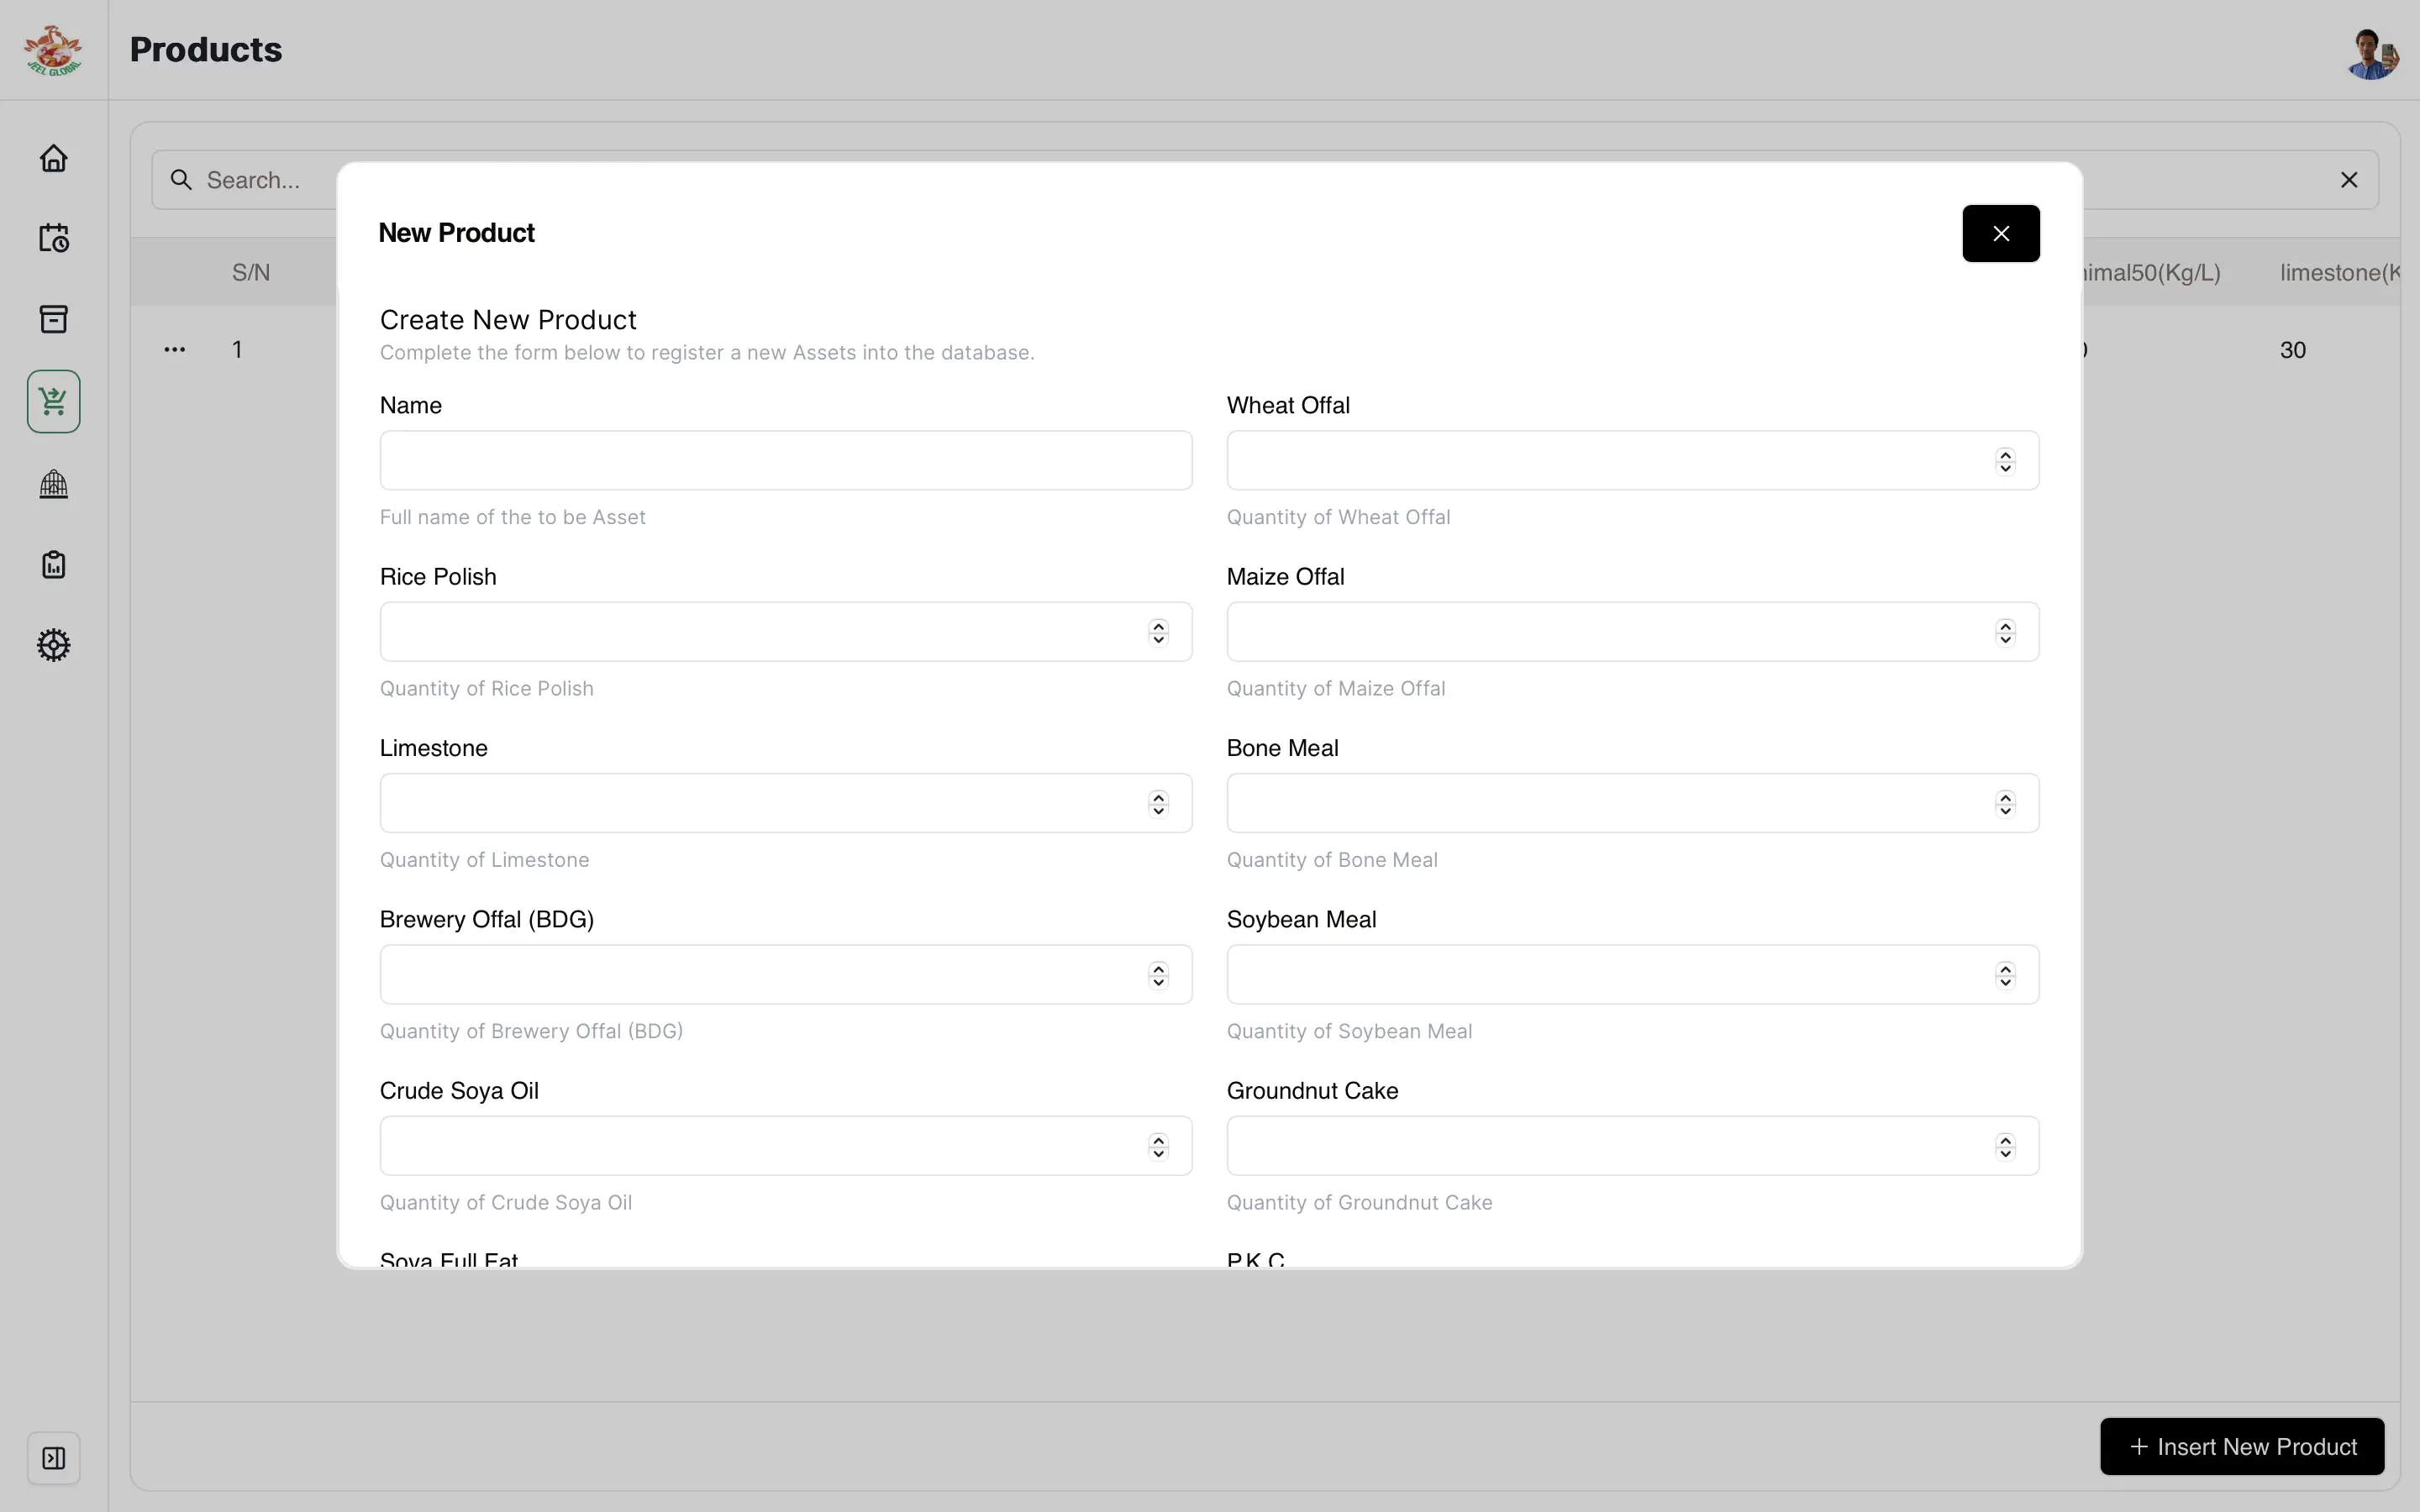 JEEL GLOBAL
Products
Search...
S/N
imal50(Kg/L)
limestone(K
1
30
New Product
Create New Product
Complete the form below to register a new Assets into the database.
Name
Wheat Offal
Full name of the to be Asset
Quantity of Wheat Offal
Rice Polish
Maize Offal
Quantity of Rice Polish
Quantity of Maize Offal
Limestone
Bone Meal
Quantity of Limestone
Quantity of Bone Meal
Brewery Offal (BDG)
Soybean Meal
Quantity of Brewery Offal (BDG)
Quantity of Soybean Meal
Crude Soya Oil
Groundnut Cake
Quantity of Crude Soya Oil
Quantity of Groundnut Cake
Soya Full Fat
P.K.C
Insert New Product